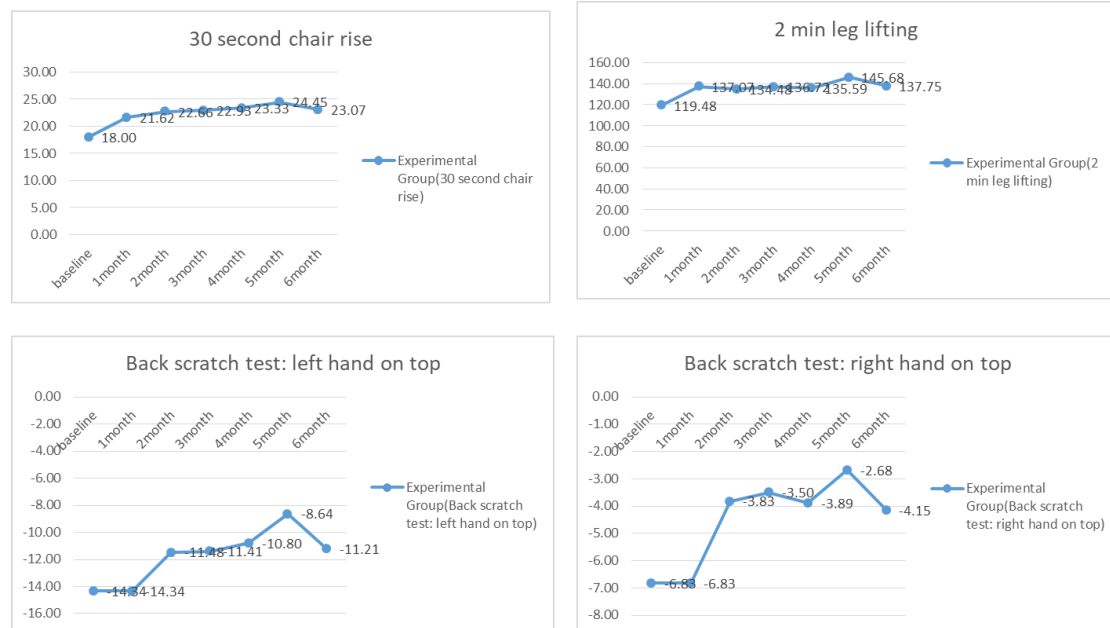 30 second chair rise
30.00
25.00
20.00
15.00
10.00
5.00
0.00
18.00
21.62
22.66
22.93
23.33
24.45
23.07
baseline
1month
2month
3month
4month
5month
6month
Experimental
Group(30 second chair
rise)
2 min leg lifting
160.00
140.00
120.00
100.00
80.00
60.00
40.00
20.00
0.00
119.48
137.07
134.48
136.72
135.59
145.68
137.75
baseline
1month
2month
3month
4month
5month
6month
Experimental Group(2
min leg lifting)
Back scratch test: left hand on top
0.00
-2.00
-4.00
-6.00
-8.00
-10.00
-12.00
-14.00
-16.00
baseline
1month
2month
3month
4month
5month
6month
-14.34
-14.34
-11.48
-11.41
-10.80
-8.64
-11.21
Experimental
Group(Back scratch
test: left hand on top)
Back scratch test: right hand on top
0.00
-1.00
-2.00
-3.00
-4.00
-5.00
-6.00
-7.00
-8.00
baseline
1month
2month
3month
4month
5month
6month
-6.83
-6.83
-3.83
-3.50
-3.89
-2.68
-4.15
Experimental
Group(Back scratch
test: right hand on top)